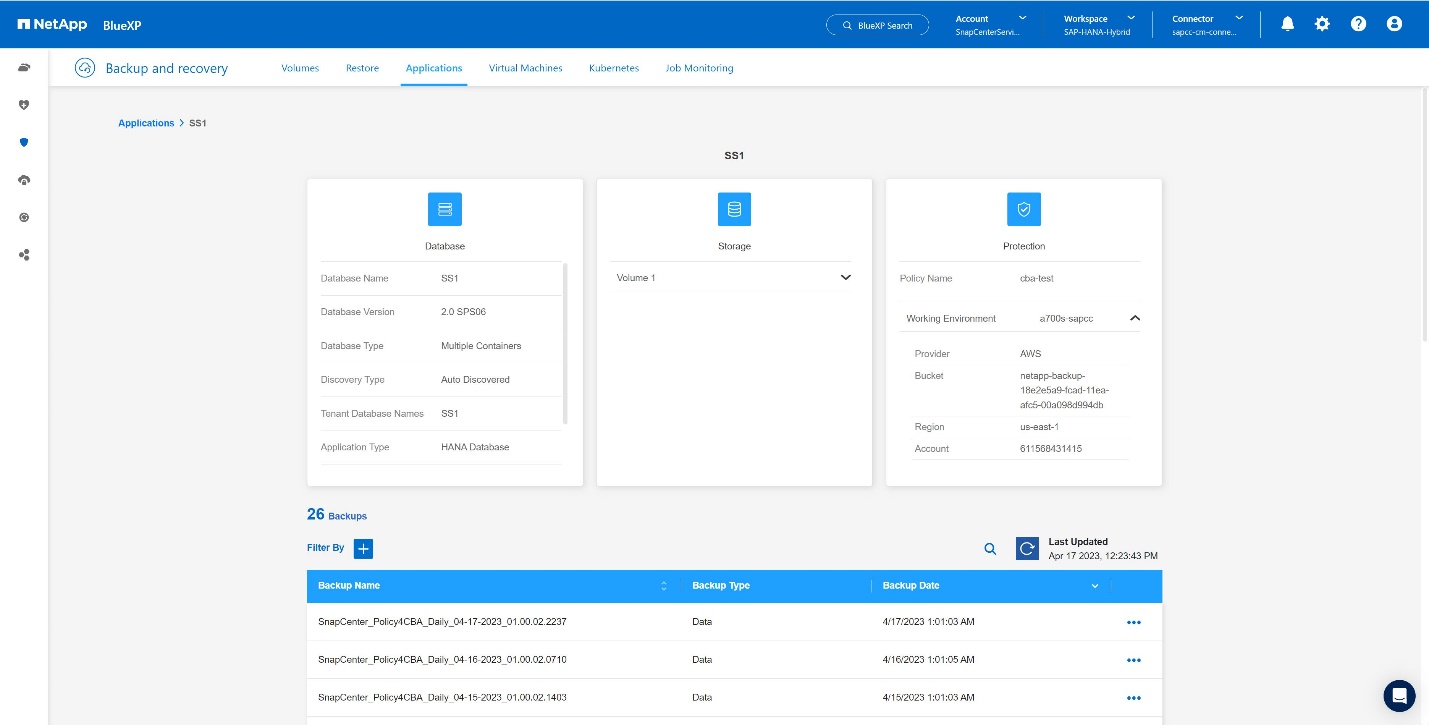 NetApp BlueXP
BlueXP Search
Account
SnapCenterServi...
Workspace
SAP-HANA-Hybrid
Connector
sapcc-cm-conne...
Backup and recovery
Volumes
Restore
Applications
Virtual Machines
Kubernetes
Job Monitoring
Applications > SS1
SS1
Database
Database Name SS1
Database Version 2.0 SPS06
Database Type Multiple Containers
Discovery Type Auto Discovered
Tenant Database Names SS1
Application Type HANA Database
Storage
Volume 1
Protection
Policy Name cba-test
Working Environment a700s-sapcc
Provider AWS
Bucket netapp-backup-
18e2e5a9-fcad-11ea-
afc5-00a098d994db
Region us-east-1
Account 611568431415
26 Backups
Filter By +
Last Updated
Apr 17 2023, 12:23:43 PM
Backup Name Backup Type Backup Date
SnapCenter_Policy4CBA_Daily_04-17-2023_01.00.02.2237 Data 4/17/2023 1:01:03 AM
SnapCenter_Policy4CBA_Daily_04-16-2023_01.00.02.0710 Data 4/16/2023 1:01:05 AM
SnapCenter_Policy4CBA_Daily_04-15-2023_01.00.02.1403 Data 4/15/2023 1:01:03 AM